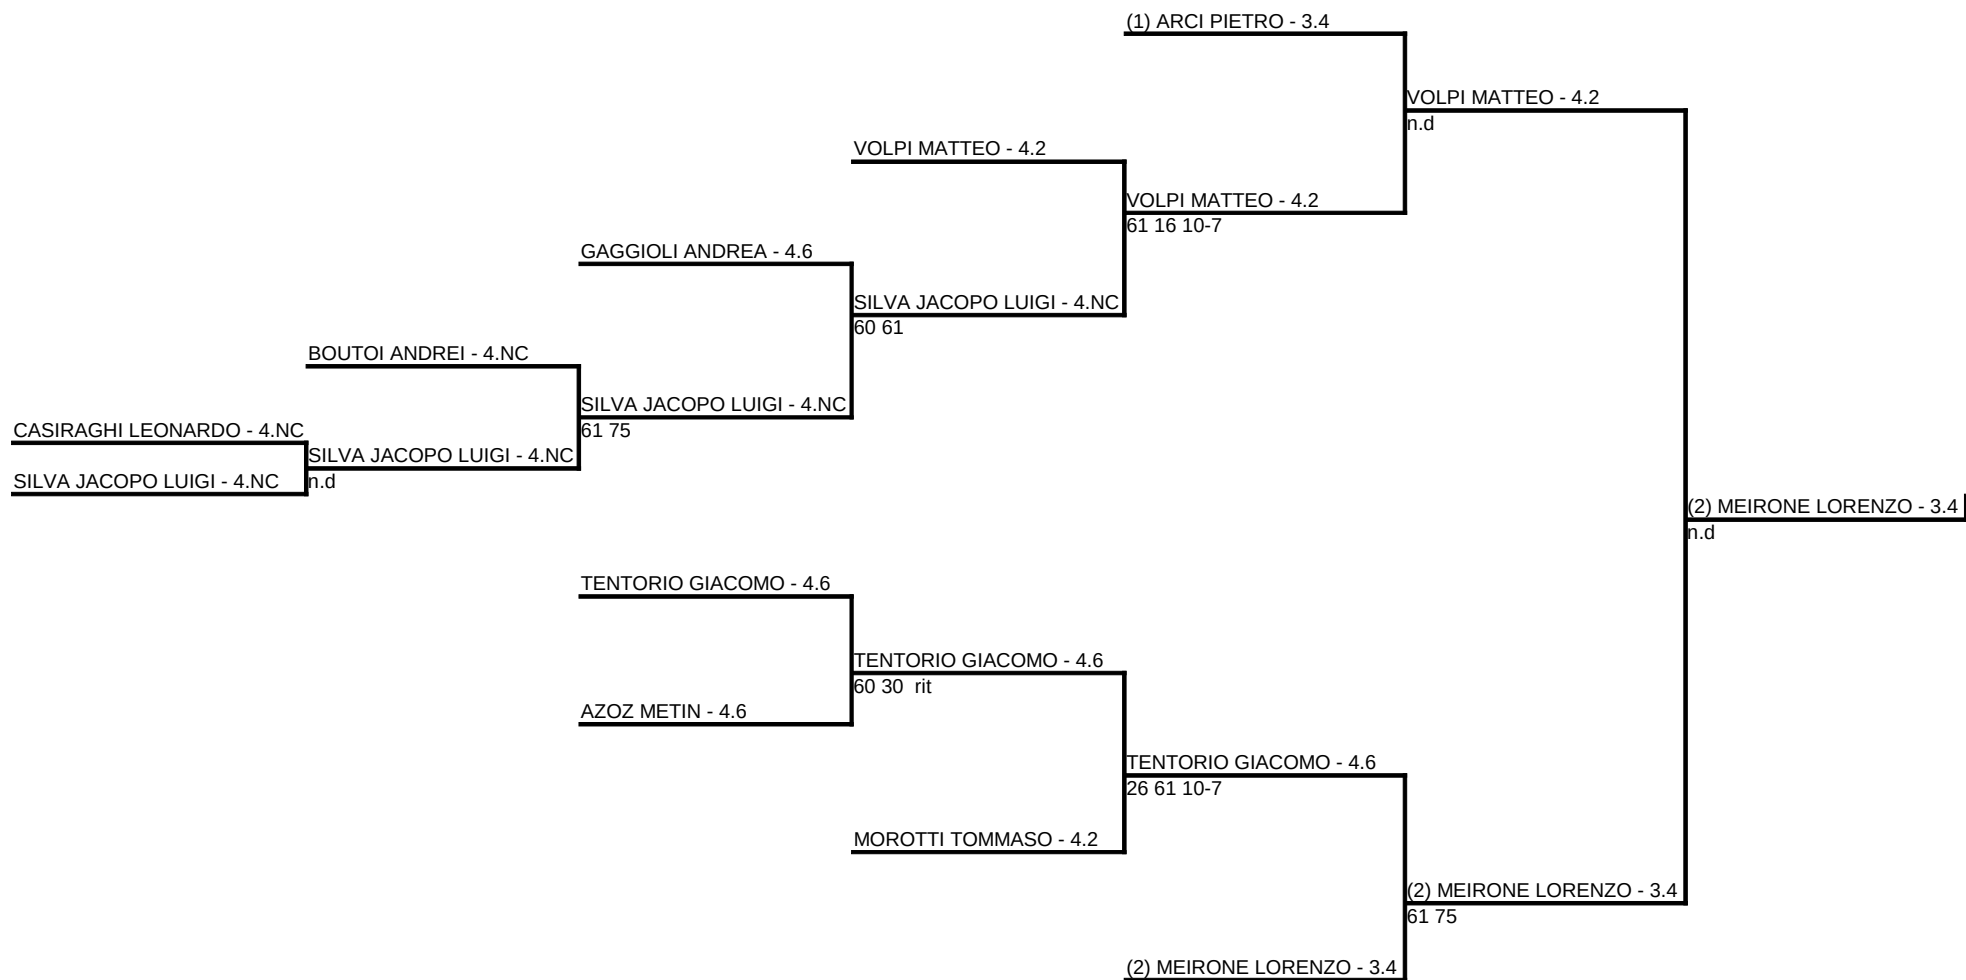 (1) ARCI PIETRO - 3.4
VOLPI MATTEO - 4.2
n.d
VOLPI MATTEO - 4.2
VOLPI MATTEO - 4.2
61 16 10-7
GAGGIOLI ANDREA - 4.6
SILVA JACOPO LUIGI - 4.NC
60 61
BOUTOI ANDREI - 4.NC
SILVA JACOPO LUIGI - 4.NC
61 75
CASIRAGHI LEONARDO - 4.NC
SILVA JACOPO LUIGI - 4.NC
n.d
SILVA JACOPO LUIGI - 4.NC
(2) MEIRONE LORENZO - 3.4
n.d
TENTORIO GIACOMO - 4.6
TENTORIO GIACOMO - 4.6
60 30 rit
AZOZ METIN - 4.6
TENTORIO GIACOMO - 4.6
26 61 10-7
MOROTTI TOMMASO - 4.2
(2) MEIRONE LORENZO - 3.4
61 75
(2) MEIRONE LORENZO - 3.4